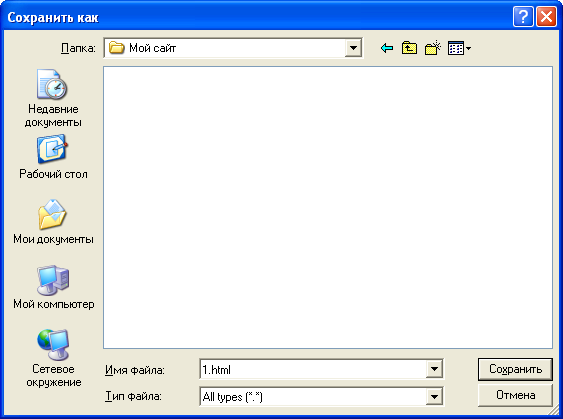 Сохранить как
Папка:
Мой сайт
Недавние
документы
Рабочий стол
Мои документы
Мой компьютер
Сетевое
окружение
Имя файла:
1.html
Сохранить
Тип файла:
All types (*.*)
Отмена